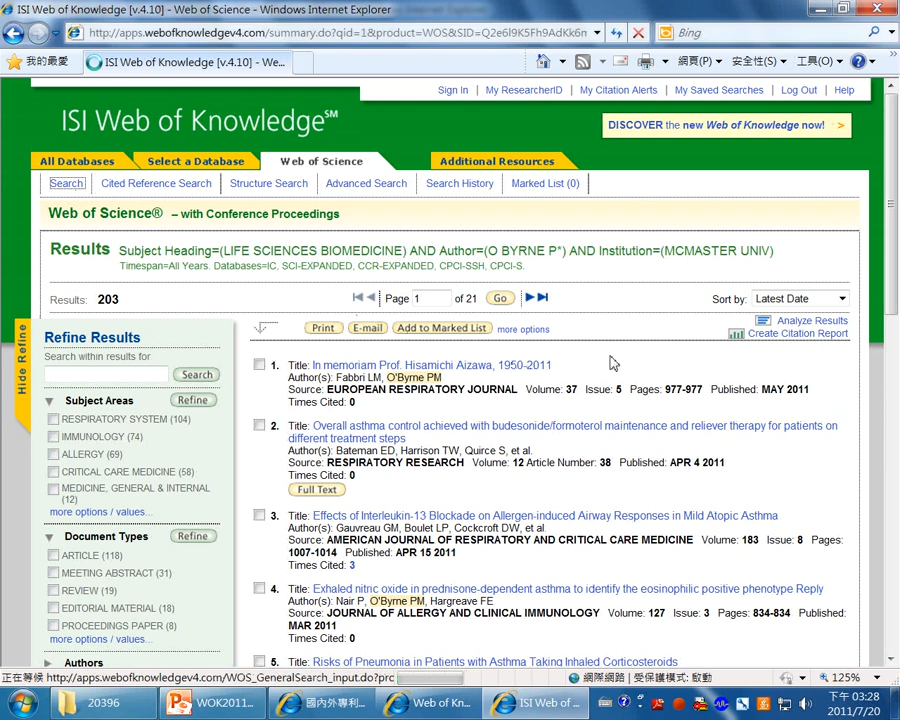 ISI Web of Knowledge [v.4.10] - Web of Science - Windows Internet Explorer
http://apps.webofknowledgev4.com/summary.do?qid=1&product=WOS&SID=Q2e6I9K5Fh9AdKk6m
Bing
我的最愛
ISI Web of Knowledge [v.4.10] - We...
網頁(P)
安全性(S)
工具(O)
Sign In | My ResearcherID | My Citation Alerts | My Saved Searches | Log Out | Help
ISI Web of Knowledge℠
DISCOVER the new Web of Knowledge now! >
All Databases
Select a Database
Web of Science
Additional Resources
Search | Cited Reference Search | Structure Search | Advanced Search | Search History | Marked List (0)
Web of Science® – with Conference Proceedings
Results Subject Heading=(LIFE SCIENCES BIOMEDICINE) AND Author=(O BYRNE P*) AND Institution=(MCMASTER UNIV)
Timespan=All Years. Databases=IC, SCI-EXPANDED, CCR-EXPANDED, CPCI-SSH, CPCI-S.
Results: 203
Page 1 of 21 Go
Sort by: Latest Date
Hide Refine
Refine Results
Search within results for
Search
Subject Areas Refine
RESPIRATORY SYSTEM (104)
IMMUNOLOGY (74)
ALLERGY (69)
CRITICAL CARE MEDICINE (58)
MEDICINE, GENERAL & INTERNAL
(12)
more options / values...
Document Types Refine
ARTICLE (118)
MEETING ABSTRACT (31)
REVIEW (19)
EDITORIAL MATERIAL (18)
PROCEEDINGS PAPER (8)
more options / values...
Authors
Print E-mail Add to Marked List more options
Analyze Results
Create Citation Report
1. Title: In memoriam Prof. Hisamichi Aizawa, 1950-2011
Author(s): Fabbri LM, O'Byrne PM
Source: EUROPEAN RESPIRATORY JOURNAL Volume: 37 Issue: 5 Pages: 977-977 Published: MAY 2011
Times Cited: 0
2. Title: Overall asthma control achieved with budesonide/formoterol maintenance and reliever therapy for patients on
different treatment steps
Author(s): Bateman ED, Harrison TW, Quirce S, et al.
Source: RESPIRATORY RESEARCH Volume: 12 Article Number: 38 Published: APR 4 2011
Times Cited: 0
Full Text
3. Title: Effects of Interleukin-13 Blockade on Allergen-induced Airway Responses in Mild Atopic Asthma
Author(s): Gauvreau GM, Boulet LP, Cockcroft DW, et al.
Source: AMERICAN JOURNAL OF RESPIRATORY AND CRITICAL CARE MEDICINE Volume: 183 Issue: 8 Pages:
1007-1014 Published: APR 15 2011
Times Cited: 3
4. Title: Exhaled nitric oxide in prednisone-dependent asthma to identify the eosinophilic positive phenotype Reply
Author(s): Nair P, O'Byrne PM, Hargreave FE
Source: JOURNAL OF ALLERGY AND CLINICAL IMMUNOLOGY Volume: 127 Issue: 3 Pages: 834-834 Published:
MAR 2011
Times Cited: 0
5. Title: Risks of Pneumonia in Patients with Asthma Taking Inhaled Corticosteroids
正在等候 http://apps.webofknowledgev4.com/WOS_GeneralSearch_input.do?prc
網際網路 | 受保護模式: 啟動
125%
20396
WOK2011...
國內外專利...
Web of Kn...
ISI Web of ...
下午 03:28
2011/7/20